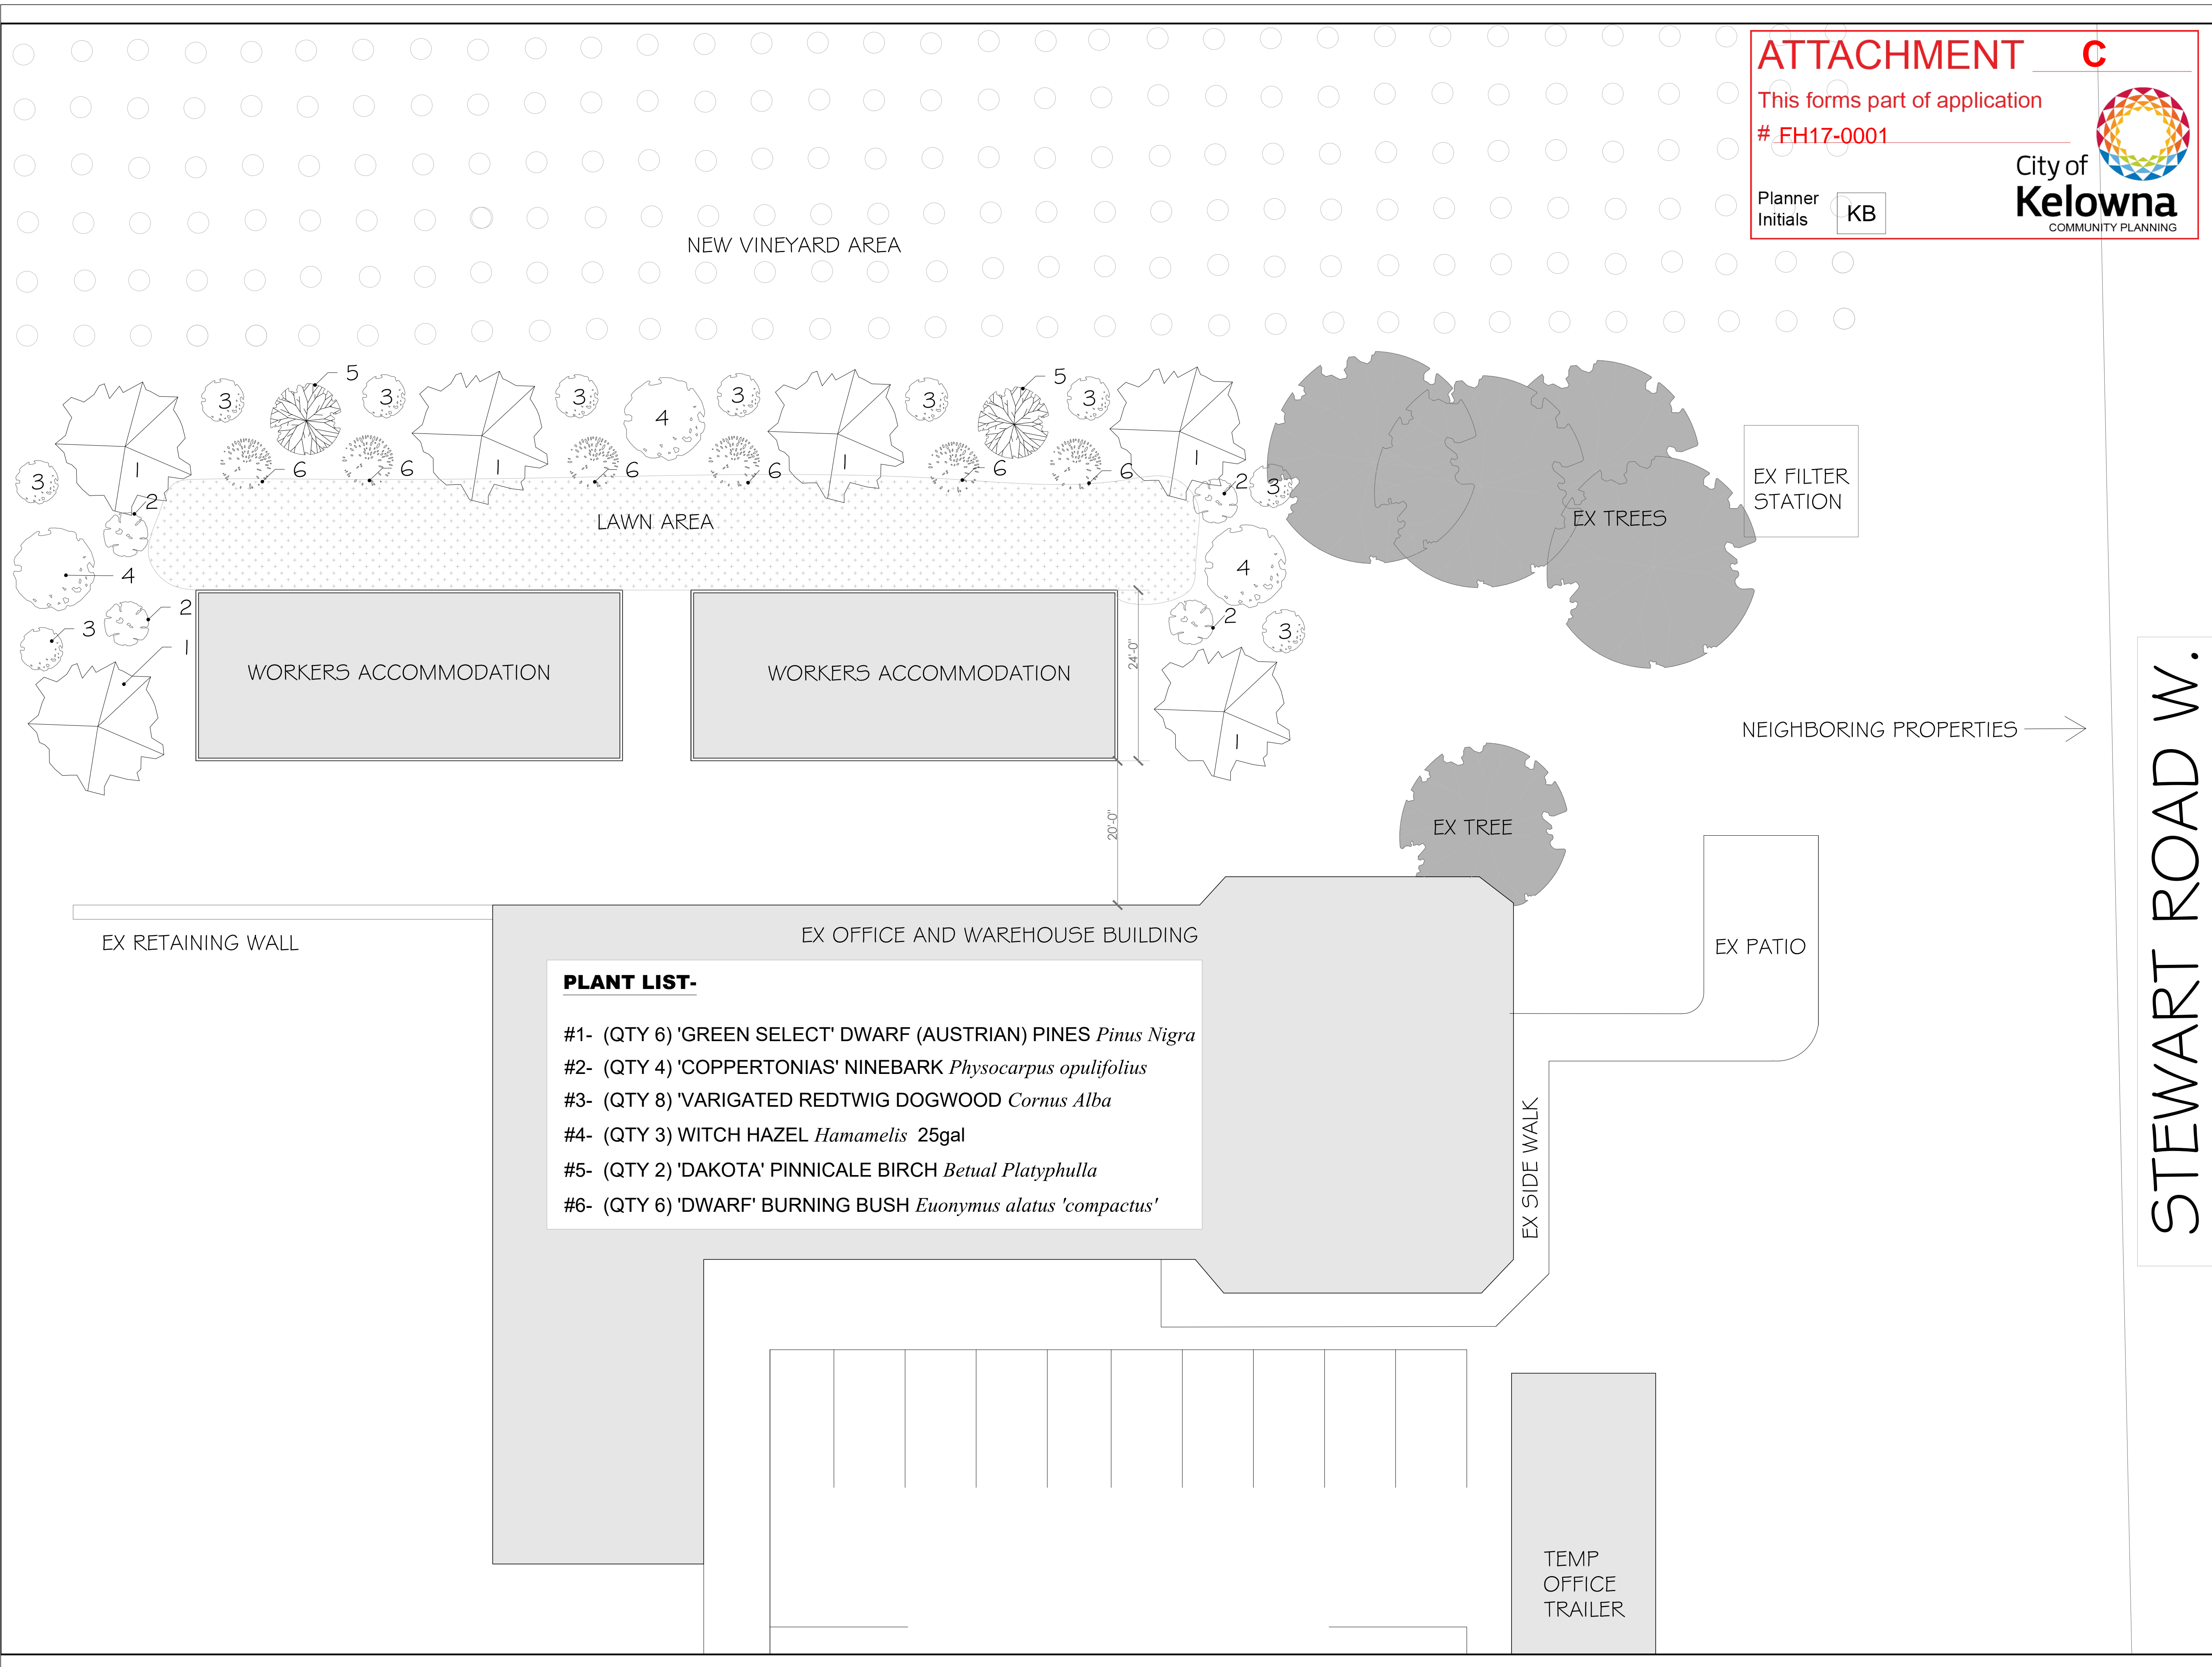 ATTACHMENT C
This forms part of application
# FH17-0001
City of
Kelowna
COMMUNITY PLANNING
Planner
Initials
KB
NEW VINEYARD AREA
5
5
3
3
3
3
3
3
4
1
1
1
1
6
6
6
6
6
6
3
2
2
3
LAWN AREA
EX TREES
EX FILTER
STATION
4
4
2
3
1
2
3
1
WORKERS ACCOMMODATION
WORKERS ACCOMMODATION
24'-0"
20'-0"
NEIGHBORING PROPERTIES
STEWART ROAD W.
EX TREE
EX RETAINING WALL
EX OFFICE AND WAREHOUSE BUILDING
EX PATIO
PLANT LIST-
#1- (QTY 6) 'GREEN SELECT' DWARF (AUSTRIAN) PINES Pinus Nigra
#2- (QTY 4) 'COPPERTONIAS' NINEBARK Physocarpus opulifolius
#3- (QTY 8) 'VARIGATED REDTWIG DOGWOOD Cornus Alba
#4- (QTY 3) WITCH HAZEL Hamamelis 25gal
#5- (QTY 2) 'DAKOTA' PINNICALE BIRCH Betual Platyphulla
#6- (QTY 6) 'DWARF' BURNING BUSH Euonymus alatus 'compactus'
EX SIDE WALK
TEMP
OFFICE
TRAILER